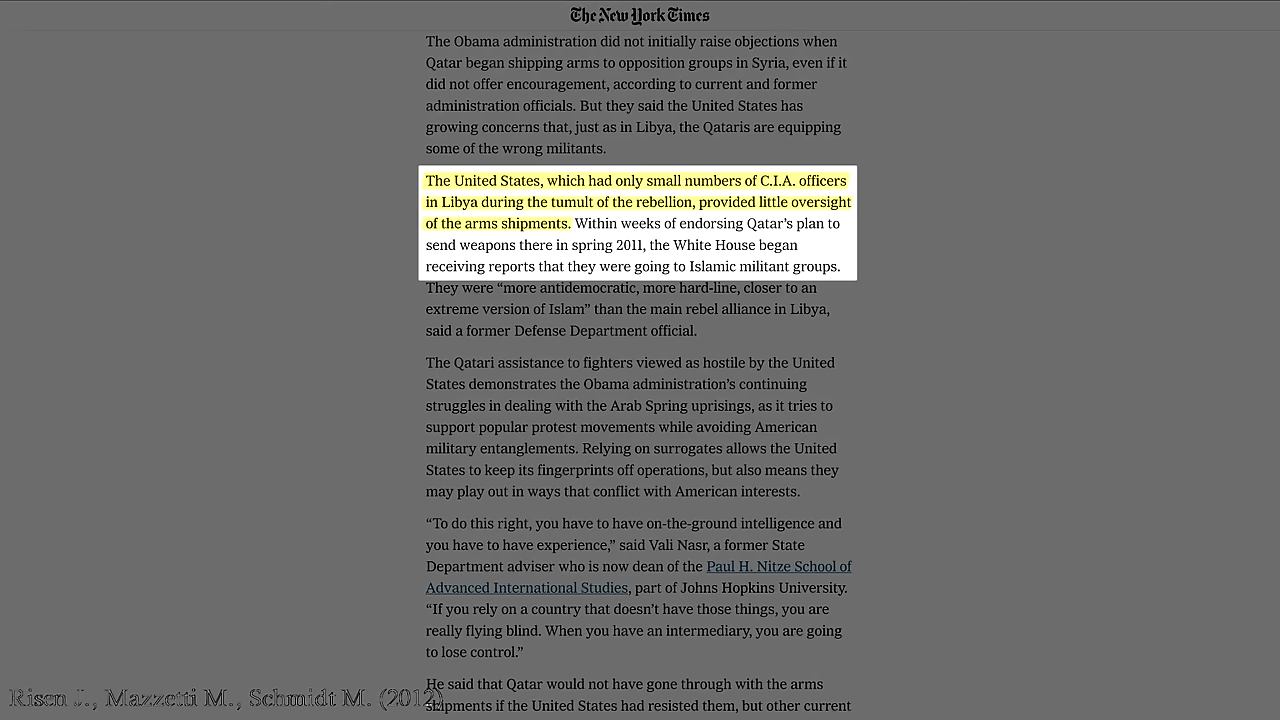 The New York Times
The Obama administration did not initially raise objections when
Qatar began shipping arms to opposition groups in Syria, even if it
did not offer encouragement, according to current and former
administration officials. But they said the United States has
growing concerns that, just as in Libya, the Qataris are equipping
some of the wrong militants.
The United States, which had only small numbers of C.I.A. officers
in Libya during the tumult of the rebellion, provided little oversight
of the arms shipments. Within weeks of endorsing Qatar’s plan to
send weapons there in spring 2011, the White House began
receiving reports that they were going to Islamic militant groups.
They were “more antidemocratic, more hard-line, closer to an
extreme version of Islam” than the main rebel alliance in Libya,
said a former Defense Department official.
The Qatari assistance to fighters viewed as hostile by the United
States demonstrates the Obama administration’s continuing
struggles in dealing with the Arab Spring uprisings, as it tries to
support popular protest movements while avoiding American
military entanglements. Relying on surrogates allows the United
States to keep its fingerprints off operations, but also means they
may play out in ways that conflict with American interests.
“To do this right, you have to have on-the-ground intelligence and
you have to have experience,” said Vali Nasr, a former State
Department adviser who is now dean of the Paul H. Nitze School of
Advanced International Studies, part of Johns Hopkins University.
“If you rely on a country that doesn’t have those things, you are
really flying blind. When you have an intermediary, you are going
to lose control.”
He said that Qatar would not have gone through with the arms
shipments if the United States had resisted them, but other current
Risen J., Mazzetti M., Schmidt M. (2012)